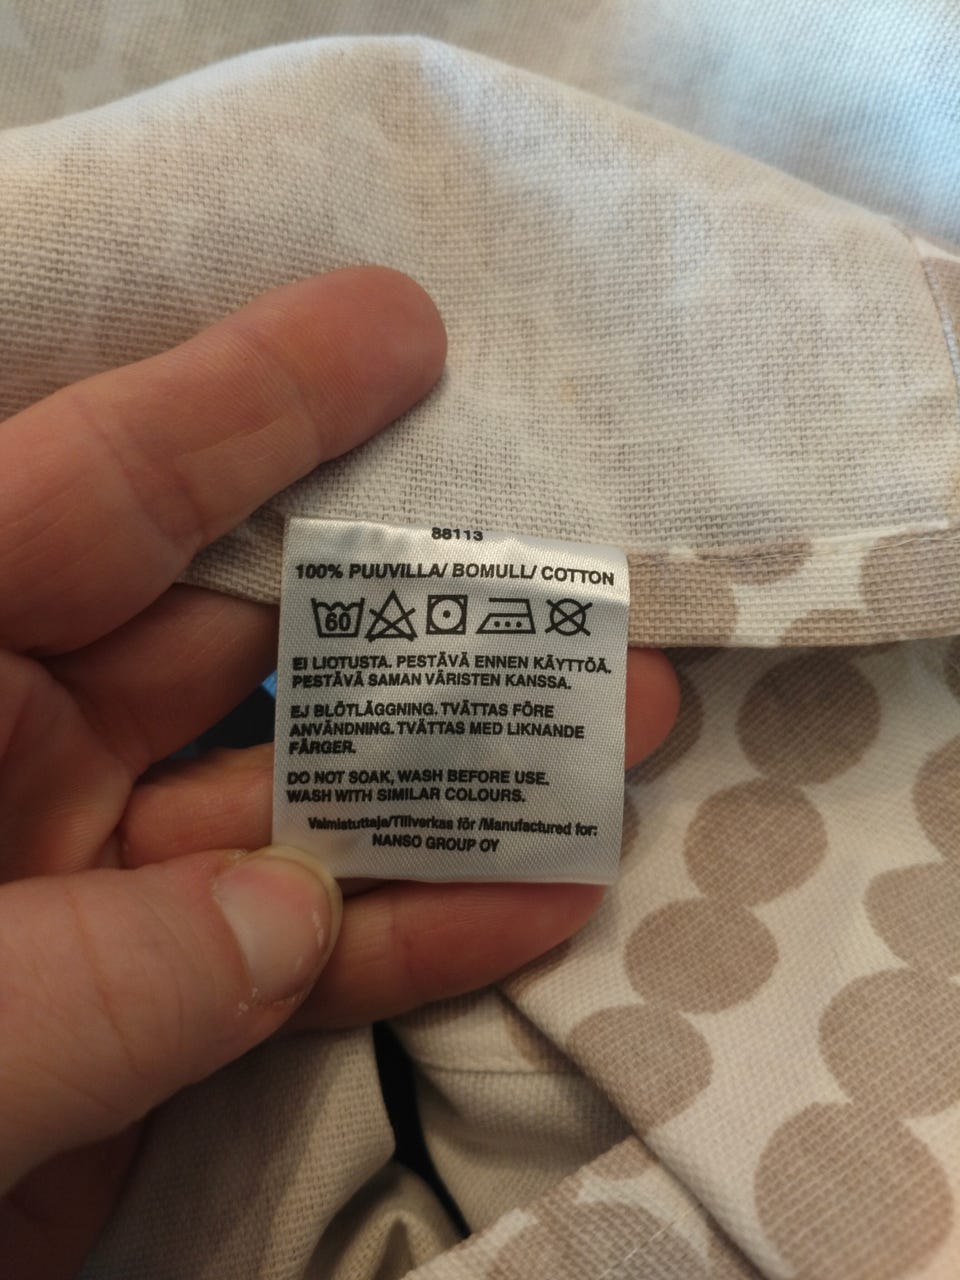 88113
100% PUUVILLA/ BOMULL/ COTTON
60
EI LIOTUSTA. PESTÄVÄ ENNEN KÄYTTÖÄ.
PESTÄVÄ SAMAN VÄRISTEN KANSSA.
EJ BLÖTLÄGGNING. TVÄTTAS FÖRE
ANVÄNDNING. TVÄTTAS MED LIKNANDE
FÄRGER.
DO NOT SOAK, WASH BEFORE USE.
WASH WITH SIMILAR COLOURS.
Valmistuttaja/Tillverkas för /Manufactured for:
NANSO GROUP OY